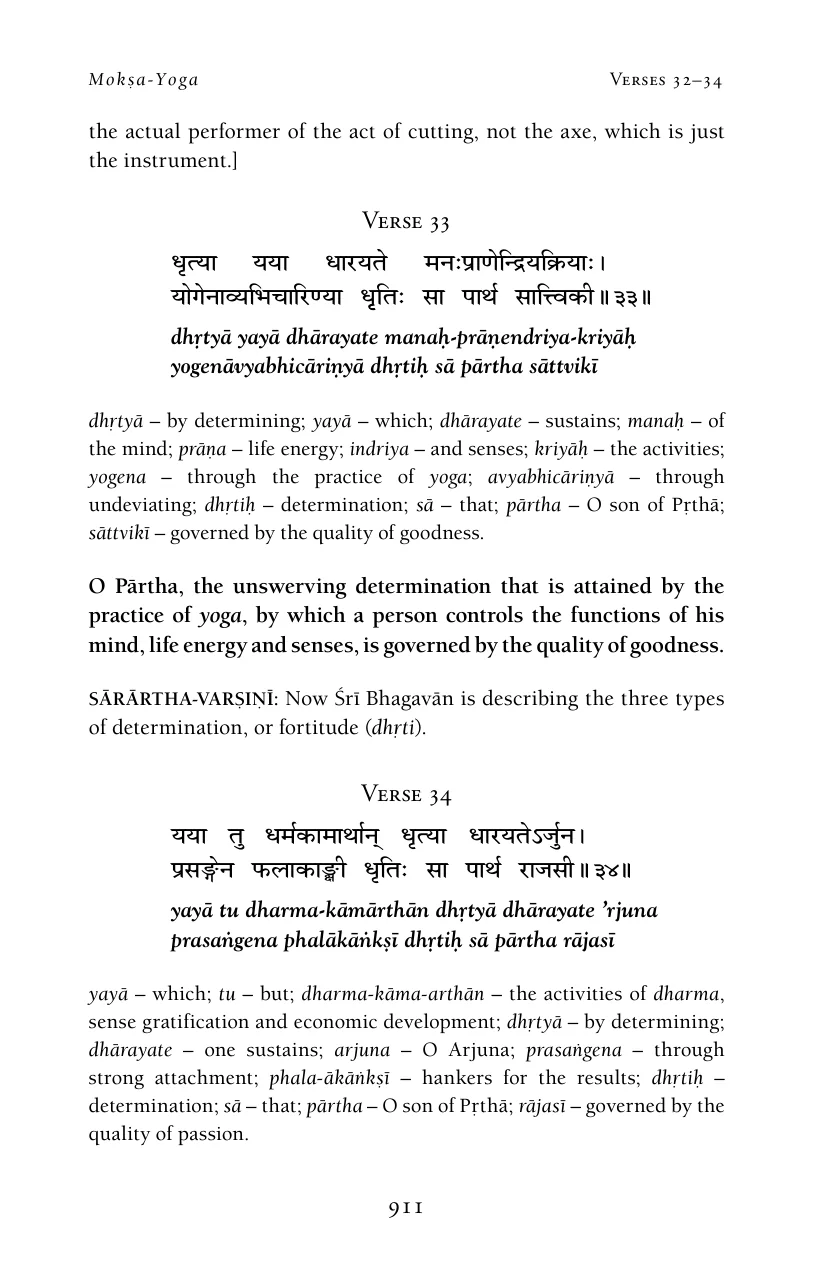 Mokṣa-Yoga Verses 32–34
the actual performer of the act of cutting, not the axe, which is just
the instrument.]
Verse 33
धृत्या यया धारयते मनःप्राणेन्द्रियक्रियाः।
योगेनाव्यभिचारिण्या धृतिः सा पार्थ सात्त्विकी॥३३॥
dhṛtyā yayā dhārayate manaḥ-prāṇendriya-kriyāḥ
yogenāvyabhicāriṇyā dhṛtiḥ sā pārtha sāttvikī
dhṛtyā – by determining; yayā – which; dhārayate – sustains; manaḥ – of
the mind; prāṇa – life energy; indriya – and senses; kriyāḥ – the activities;
yogena – through the practice of yoga; avyabhicāriṇyā – through
undeviating; dhṛtiḥ – determination; sā – that; pārtha – O son of Pṛthā;
sāttvikī – governed by the quality of goodness.
O Pārtha, the unswerving determination that is attained by the
practice of yoga, by which a person controls the functions of his
mind, life energy and senses, is governed by the quality of goodness.
SĀRĀRTHA-VARṢIṆĪ: Now Śrī Bhagavān is describing the three types
of determination, or fortitude (dhṛti).
Verse 34
यया तु धर्मकामार्थान् धृत्या धारयतेऽर्जुन।
प्रसङ्गेन फलाकाङ्क्षी धृतिः सा पार्थ राजसी॥३४॥
yayā tu dharma-kāmārthān dhṛtyā dhārayate ’rjuna
prasaṅgena phalākāṅkṣī dhṛtiḥ sā pārtha rājasī
yayā – which; tu – but; dharma-kāma-arthān – the activities of dharma,
sense gratification and economic development; dhṛtyā – by determining;
dhārayate – one sustains; arjuna – O Arjuna; prasaṅgena – through
strong attachment; phala-ākāṅkṣī – hankers for the results; dhṛtiḥ –
determination; sā – that; pārtha – O son of Pṛthā; rājasī – governed by the
quality of passion.
911